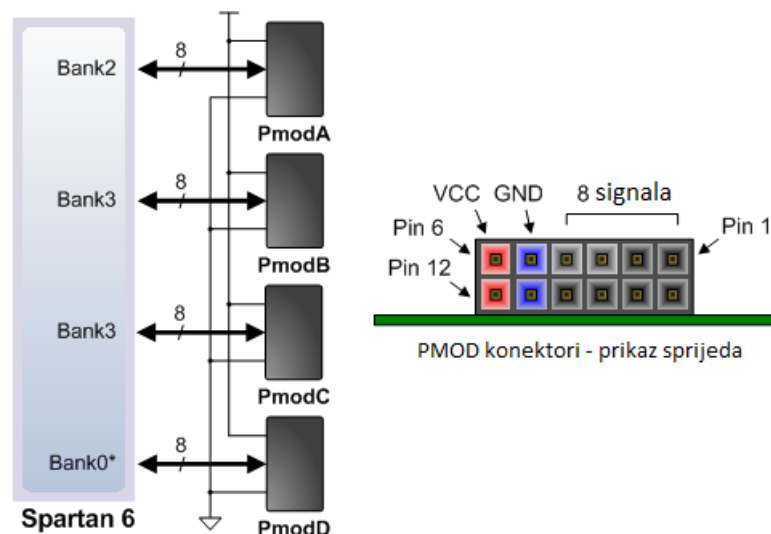 Bank2
8
PmodA
Bank3
8
PmodB
Bank3
8
PmodC
Bank0*
8
PmodD
Spartan 6
VCC GND 8 signala
Pin 6
Pin 1
Pin 12
PMOD konektori - prikaz sprijeda